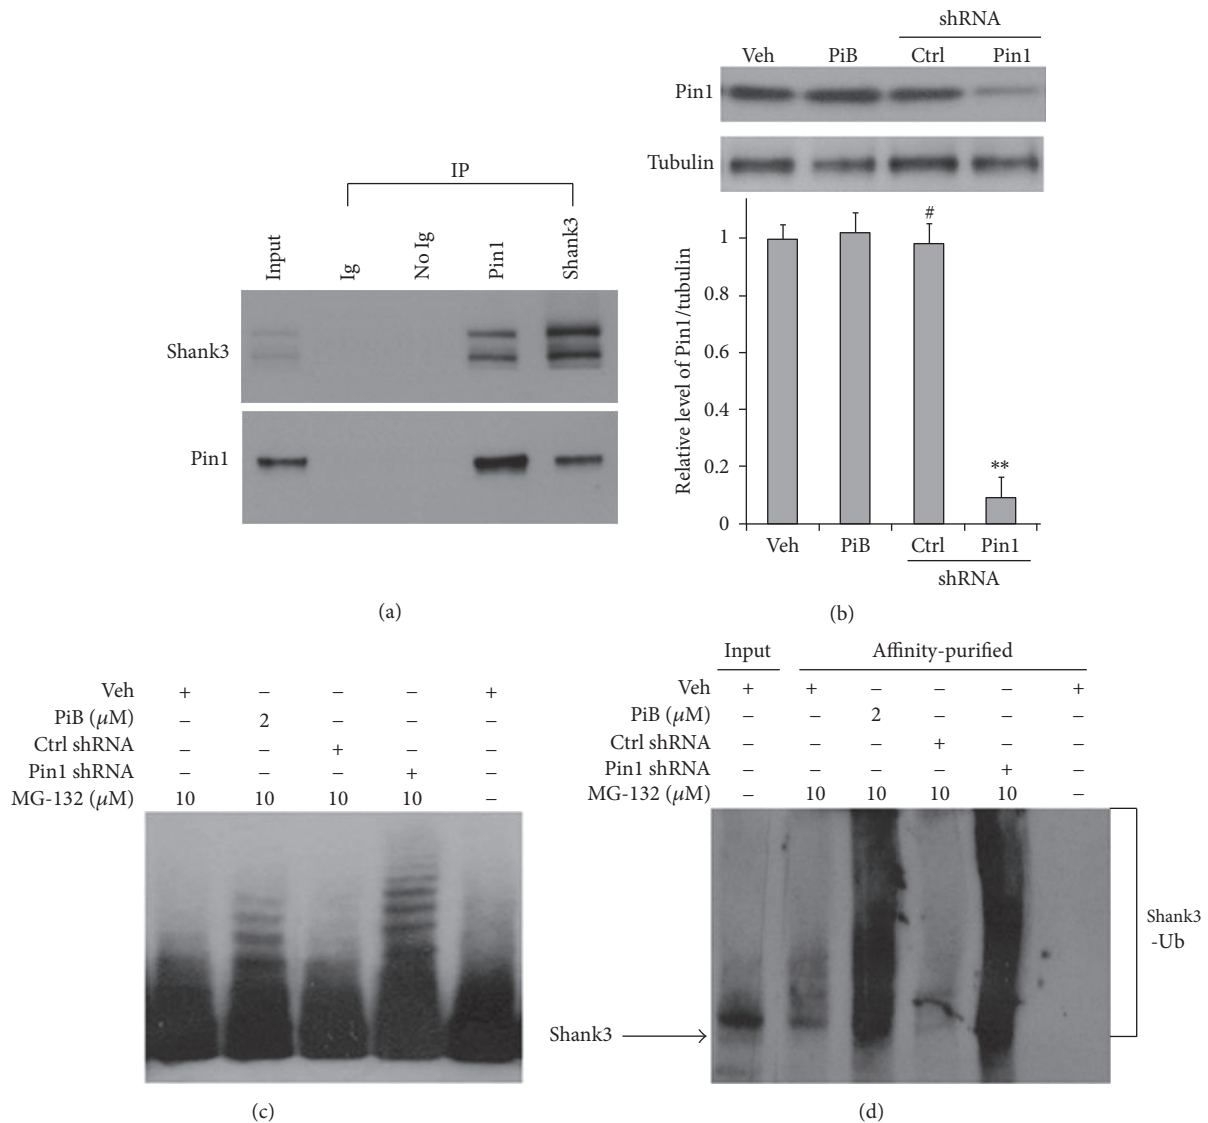 IP
Input
Ig
No Ig
Pin1
Shank3
Shank3
Pin1
(a)
shRNA
Veh PiB Ctrl Pin1
Pin1
Tubulin
Relative level of Pin1/tubulin
1
0.8
0.6
0.4
0.2
0
#
**
Veh PiB Ctrl Pin1
shRNA
(b)
Veh + − − − +
PiB (μM) − 2 − − −
Ctrl shRNA − − + − −
Pin1 shRNA − − − + −
MG-132 (μM) 10 10 10 10 −
(c)
Input Affinity-purified
Veh + + − − − +
PiB (μM) − − 2 − − −
Ctrl shRNA − − − + − −
Pin1 shRNA − − − − + −
MG-132 (μM) − 10 10 10 10 −
Shank3
-Ub
Shank3
(d)